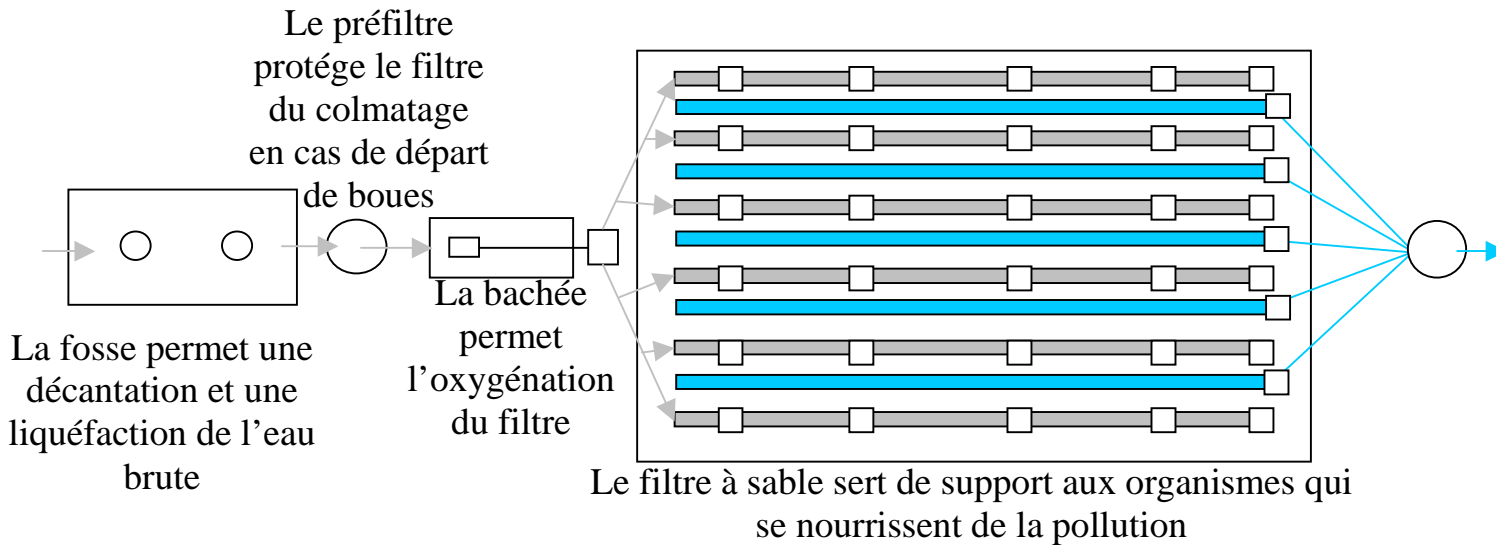 Le préfiltre
protége le filtre
du colmatage
en cas de départ
de boues
La fosse permet une
décantation et une
liquéfaction de l’eau
brute
La bachée
permet
l’oxygénation
du filtre
Le filtre à sable sert de support aux organismes qui
se nourrissent de la pollution